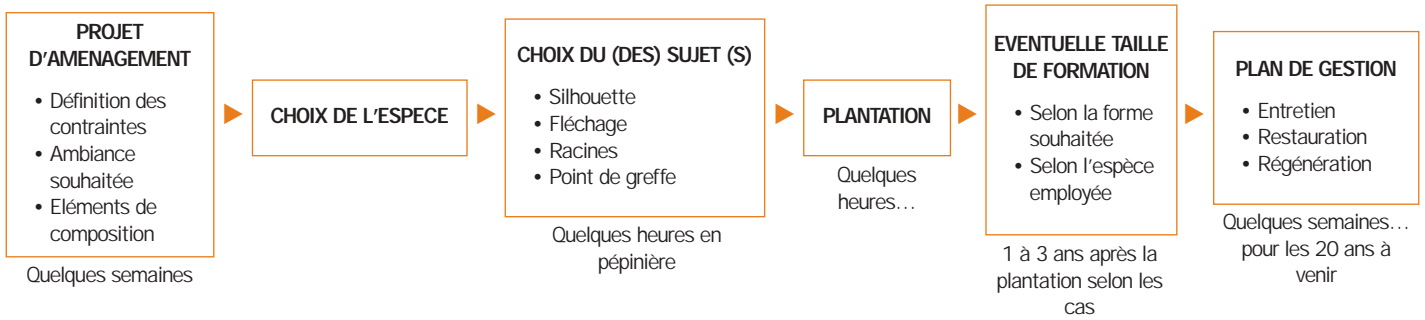 PROJET
D'AMENAGEMENT
• Définition des
contraintes
• Ambiance
souhaitée
• Eléments de
composition
Quelques semaines
CHOIX DE L'ESPECE
CHOIX DU (DES) SUJET (S)
• Silhouette
• Fléchage
• Racines
• Point de greffe
Quelques heures en
pépinière
PLANTATION
Quelques
heures…
EVENTUELLE TAILLE
DE FORMATION
• Selon la forme
souhaitée
• Selon l'espèce
employée
1 à 3 ans après la
plantation selon les
cas
PLAN DE GESTION
• Entretien
• Restauration
• Régénération
Quelques semaines…
pour les 20 ans à
venir